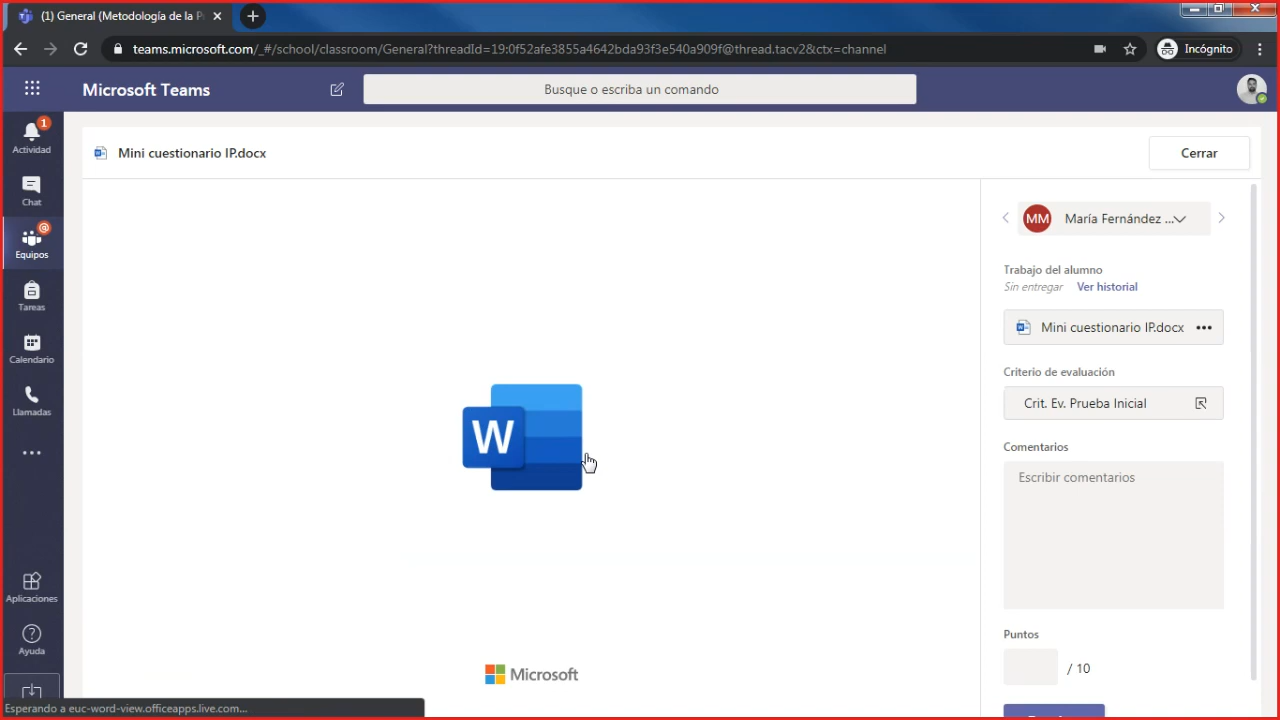 (1) General (Metodología de la P
teams.microsoft.com/_#/school/classroom/General?threadId=19:0f52afe3855a4642bda93f3e540a909f@thread.tacv2&ctx=channel
Incógnito
Microsoft Teams
Busque o escriba un comando
1
Actividad
Chat
@
Equipos
Tareas
Calendario
Llamadas
Aplicaciones
Ayuda
Mini cuestionario IP.docx
Cerrar
MM
María Fernández ...
Trabajo del alumno
Sin entregar Ver historial
Mini cuestionario IP.docx
Criterio de evaluación
Crit. Ev. Prueba Inicial
Comentarios
Escribir comentarios
Puntos
/ 10
W
Microsoft
Esperando a euc-word-view.officeapps.live.com...